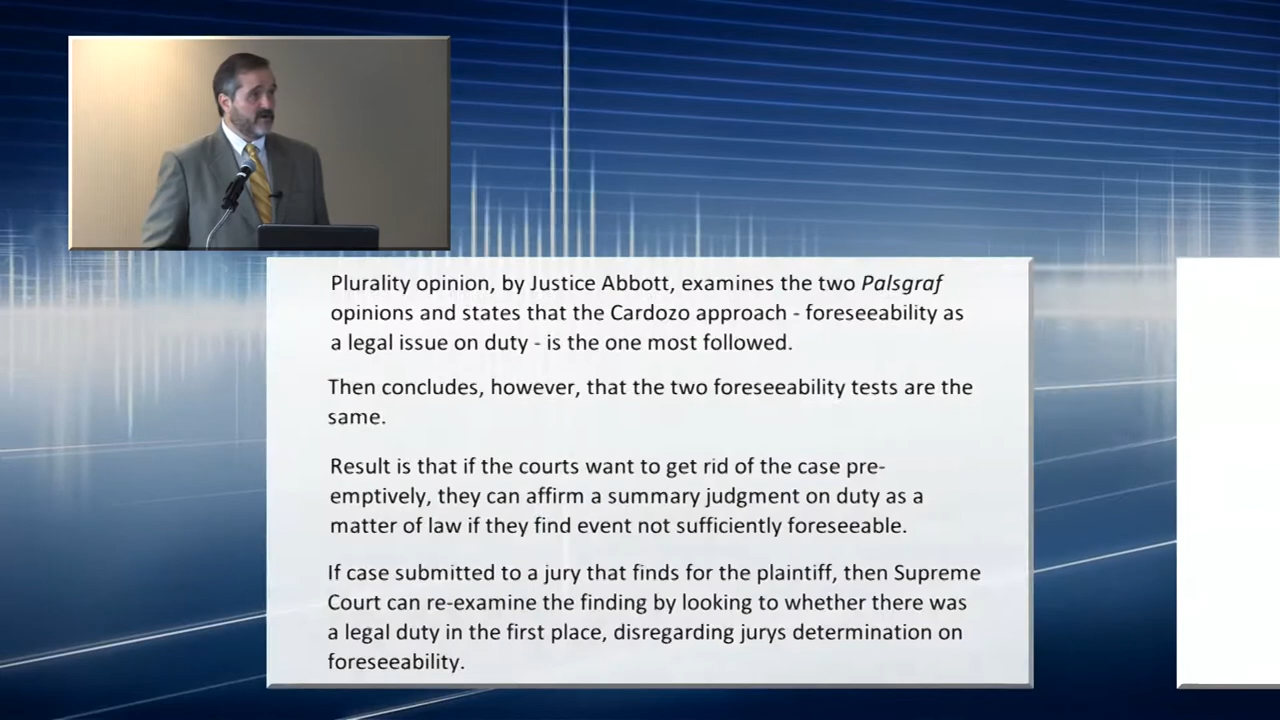 Plurality opinion, by Justice Abbott, examines the two Palsgraf
opinions and states that the Cardozo approach - foreseeability as
a legal issue on duty - is the one most followed.
Then concludes, however, that the two foreseeability tests are the
same.
Result is that if the courts want to get rid of the case pre-
emptively, they can affirm a summary judgment on duty as a
matter of law if they find event not sufficiently foreseeable.
If case submitted to a jury that finds for the plaintiff, then Supreme
Court can re-examine the finding by looking to whether there was
a legal duty in the first place, disregarding jurys determination on
foreseeability.